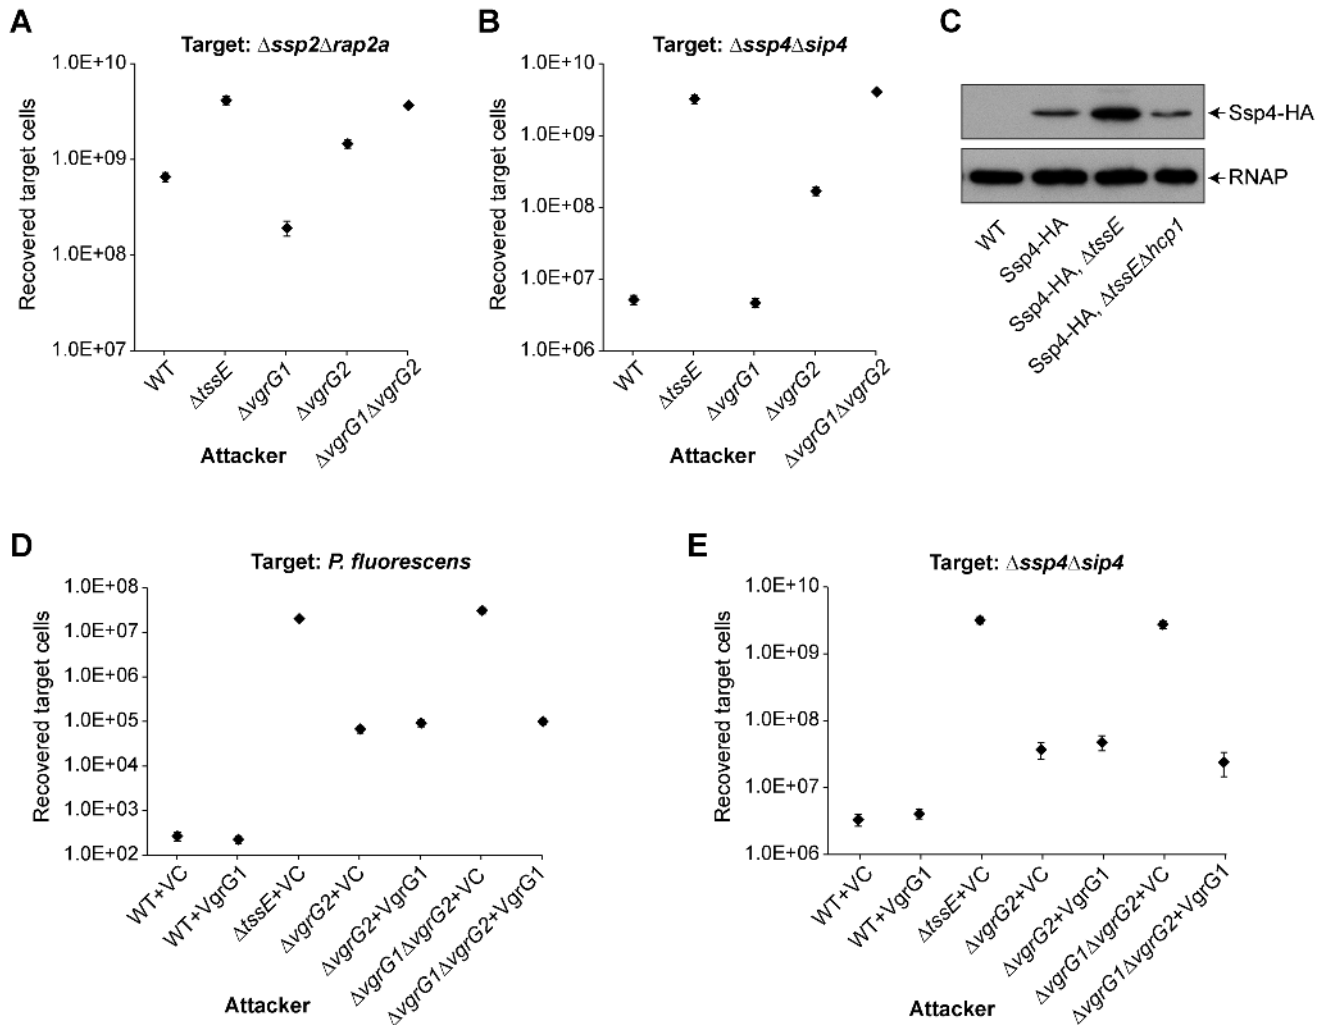 A
Target: Δssp2Δrap2a
Recovered target cells
1.0E+10
1.0E+09
1.0E+08
1.0E+07
WT
ΔtssE
ΔvgrG1
ΔvgrG2
ΔvgrG1ΔvgrG2
Attacker
B
Target: Δssp4Δsip4
Recovered target cells
1.0E+10
1.0E+09
1.0E+08
1.0E+07
1.0E+06
WT
ΔtssE
ΔvgrG1
ΔvgrG2
ΔvgrG1ΔvgrG2
Attacker
C
Ssp4-HA
RNAP
WT
Ssp4-HA
Ssp4-HA, ΔtssE
Ssp4-HA, ΔtssEΔhcp1
D
Target: P. fluorescens
Recovered target cells
1.0E+08
1.0E+07
1.0E+06
1.0E+05
1.0E+04
1.0E+03
1.0E+02
WT+VC
WT+VgrG1
ΔtssE+VC
ΔvgrG2+VC
ΔvgrG2+VgrG1
ΔvgrG1ΔvgrG2+VC
ΔvgrG1ΔvgrG2+VgrG1
Attacker
E
Target: Δssp4Δsip4
Recovered target cells
1.0E+10
1.0E+09
1.0E+08
1.0E+07
1.0E+06
WT+VC
WT+VgrG1
ΔtssE+VC
ΔvgrG2+VC
ΔvgrG2+VgrG1
ΔvgrG1ΔvgrG2+VC
ΔvgrG1ΔvgrG2+VgrG1
Attacker